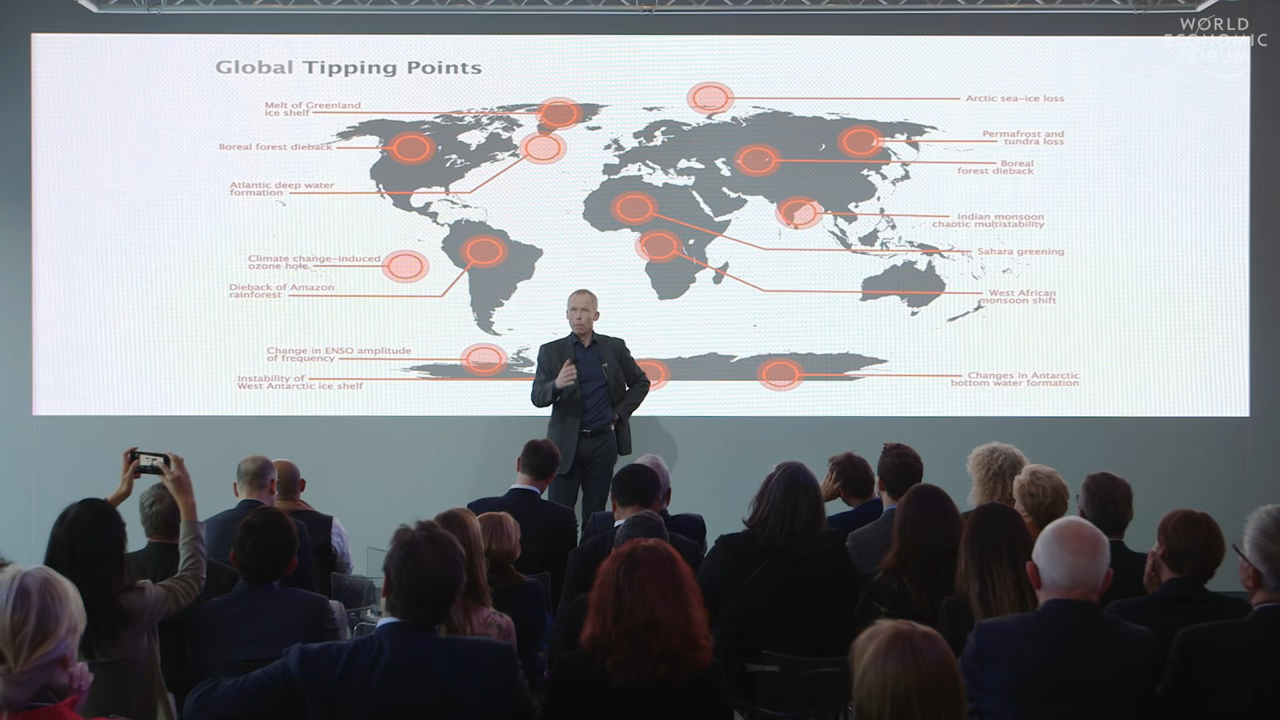 WORLD
ECONOMIC
FORUM
Global Tipping Points
Melt of Greenland
ice shelf
Boreal forest dieback
Atlantic deep water
formation
Climate change-induced
ozone hole
Dieback of Amazon
rainforest
Change in ENSO amplitude
of frequency
Instability of
West Antarctic ice shelf
Arctic sea-ice loss
Permafrost and
tundra loss
Boreal
forest dieback
Indian monsoon
chaotic multistability
Sahara greening
West African
monsoon shift
Changes in Antarctic
bottom water formation